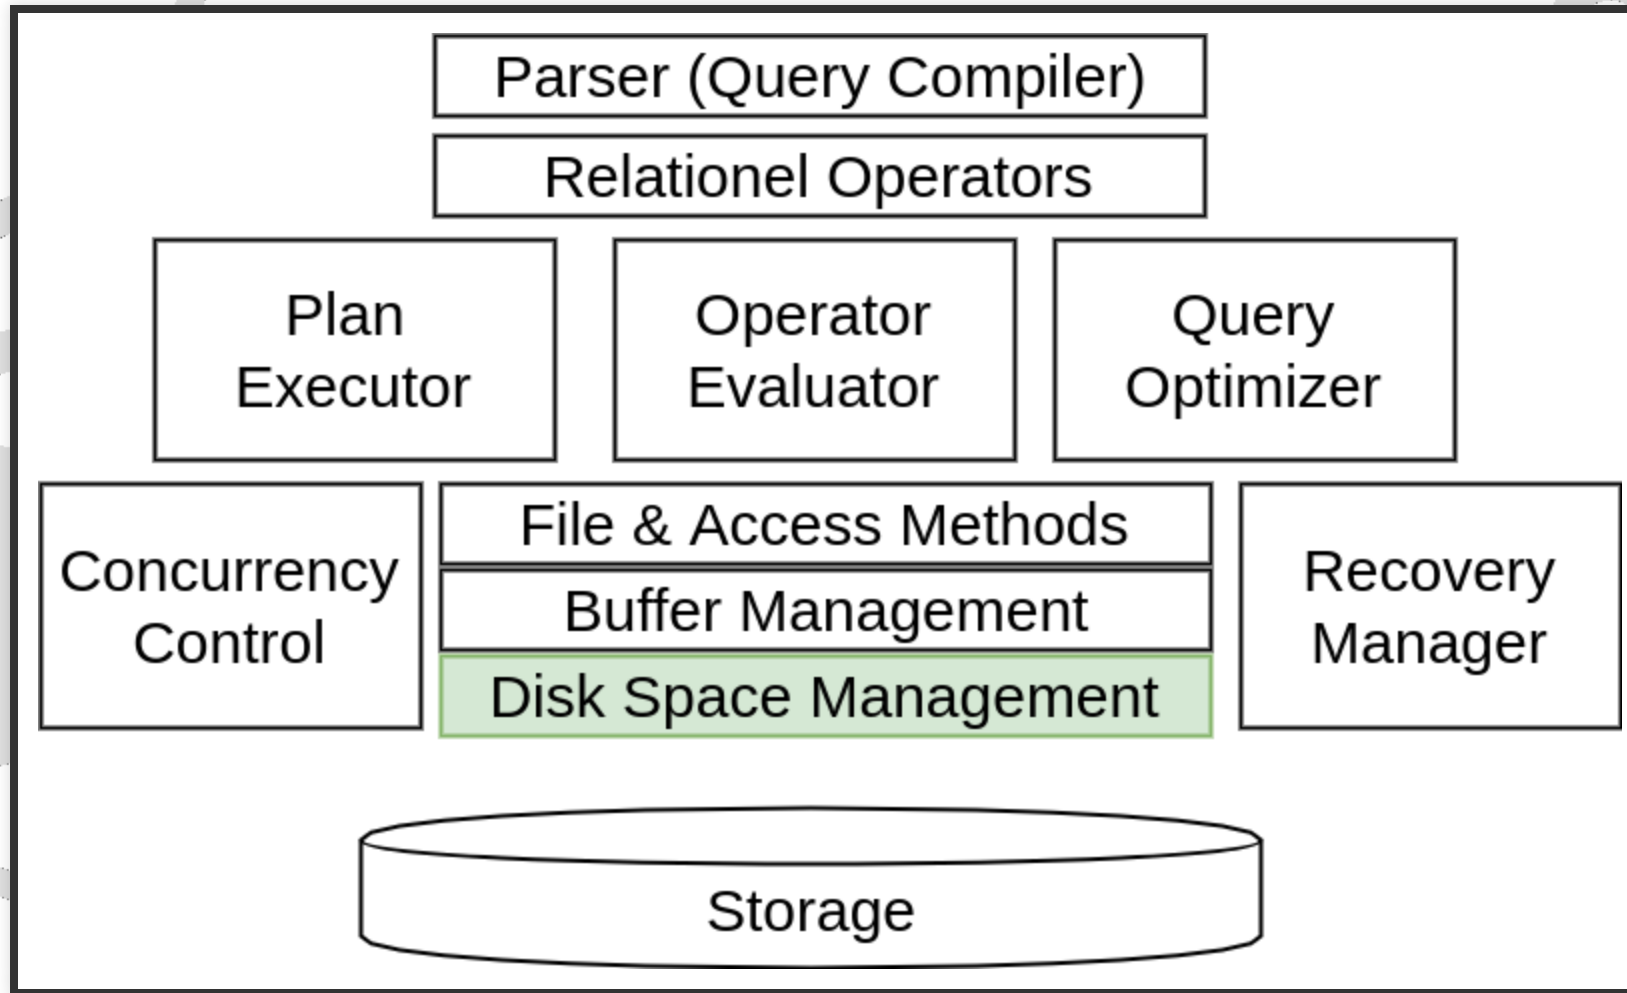 Parser (Query Compiler)
Relationel Operators
Plan
Executor
Operator
Evaluator
Query
Optimizer
Concurrency
Control
File & Access Methods
Buffer Management
Disk Space Management
Recovery
Manager
Storage